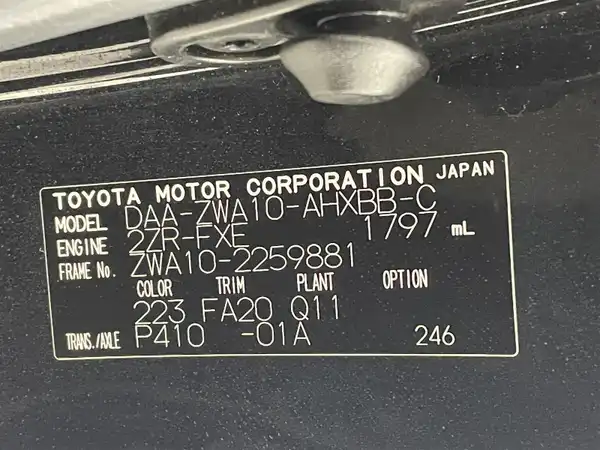 TOYOTA MOTOR CORPORATION JAPAN
MODEL DAA-ZWA10-AHXBB-C
ENGINE 2ZR-FXE 1797 mL
FRAME No. ZWA10-2259881
COLOR TRIM PLANT OPTION
223 FA20 Q11
TRANS./AXLE P410 -01A 246